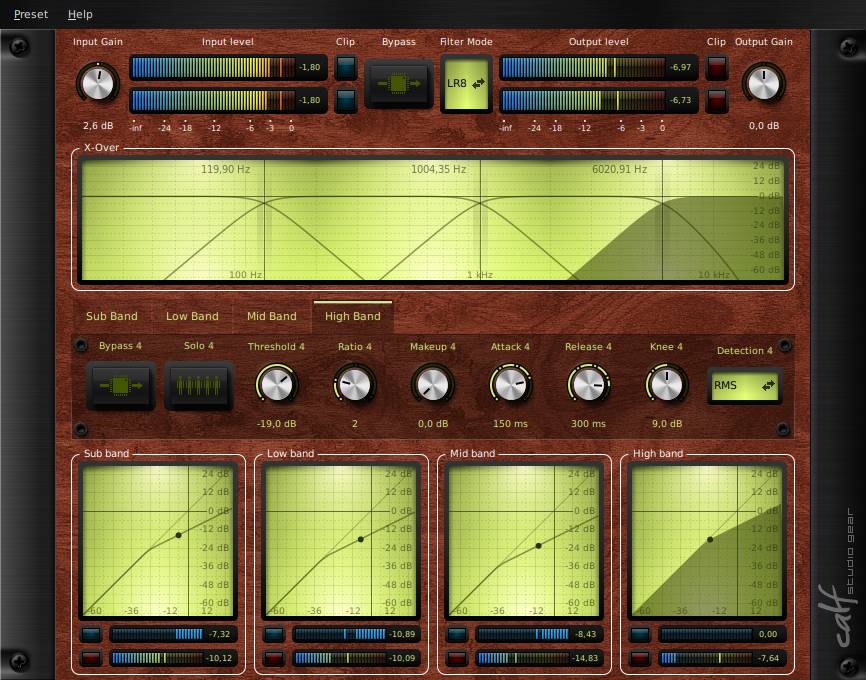 Preset Help
Input Gain Input level Clip Bypass Filter Mode Output level Clip Output Gain
-1,80 -6,97
LR8
-1,80 -6,73
2,6 dB -inf -24 -18 -12 -6 -3 0 -inf -24 -18 -12 -6 -3 0 0,0 dB
X-Over
119,90 Hz 1004,35 Hz 6020,91 Hz 24 dB
12 dB
0 dB
-12 dB
-24 dB
-36 dB
-48 dB
-60 dB
100 Hz 1 kHz 10 kHz
Sub Band Low Band Mid Band High Band
Bypass 4 Solo 4 Threshold 4 Ratio 4 Makeup 4 Attack 4 Release 4 Knee 4 Detection 4
RMS
-19,0 dB 2 0,0 dB 150 ms 300 ms 9,0 dB
Sub band Low band Mid band High band
24 dB 24 dB 24 dB 24 dB
12 dB 12 dB 12 dB 12 dB
0 dB 0 dB 0 dB 0 dB
-12 dB -12 dB -12 dB -12 dB
-24 dB -24 dB -24 dB -24 dB
-36 dB -36 dB -36 dB -36 dB
-48 dB -48 dB -48 dB -48 dB
-60 dB -60 dB -60 dB -60 dB
-60 -36 -12 12 -60 -36 -12 12 -60 -36 -12 12 -60 -36 -12 12
-7,32 -10,89 -8,43 0,00
-10,12 -10,09 -14,83 -7,64
calf studio gear